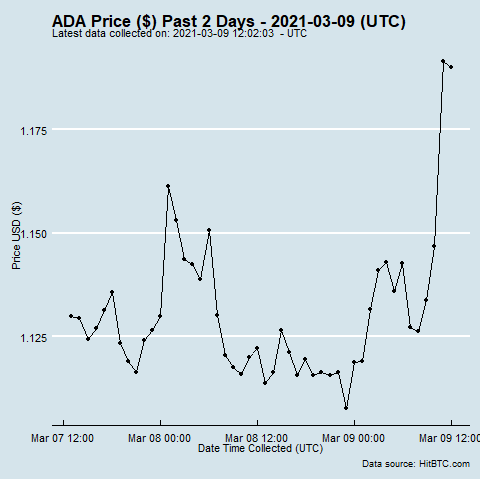 ADA Price ($) Past 2 Days - 2021-03-09 (UTC)
Latest data collected on: 2021-03-09 12:02:03 - UTC
1.175
1.150
1.125
Price USD ($)
Mar 07 12:00
Mar 08 00:00
Mar 08 12:00
Mar 09 00:00
Mar 09 12:00
Date Time Collected (UTC)
Data source: HitBTC.com